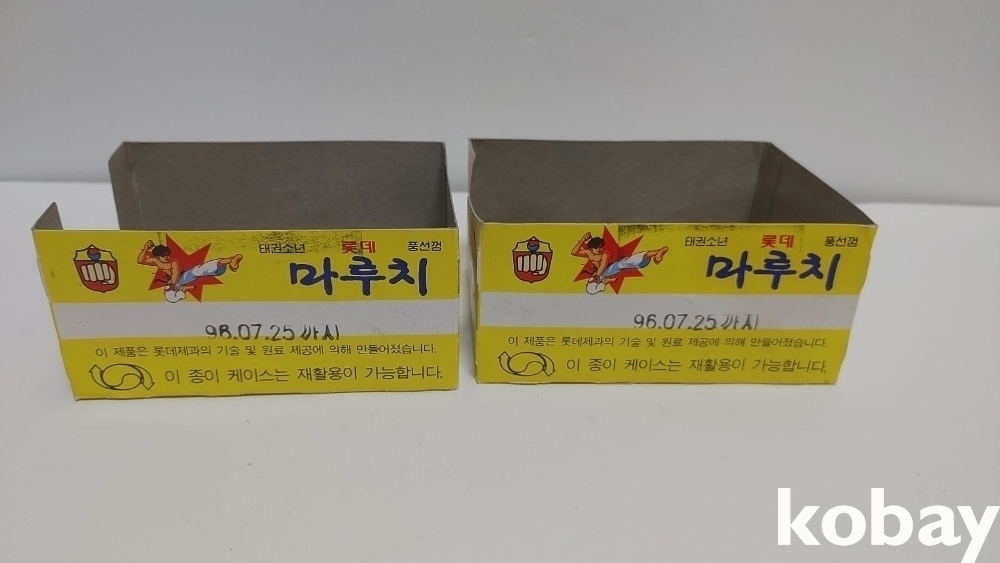 태권소년 롯데 풍선껌
마루치
96.07.25 까지
이 제품은 롯데제과의 기술 및 원료 제공에 의해 만들어졌습니다.
이 종이 케이스는 재활용이 가능합니다.
태권소년 롯데 풍선껌
마루치
96.07.25 까지
이 제품은 롯데제과의 기술 및 원료 제공에 의해 만들어졌습니다.
이 종이 케이스는 재활용이 가능합니다.
kobay